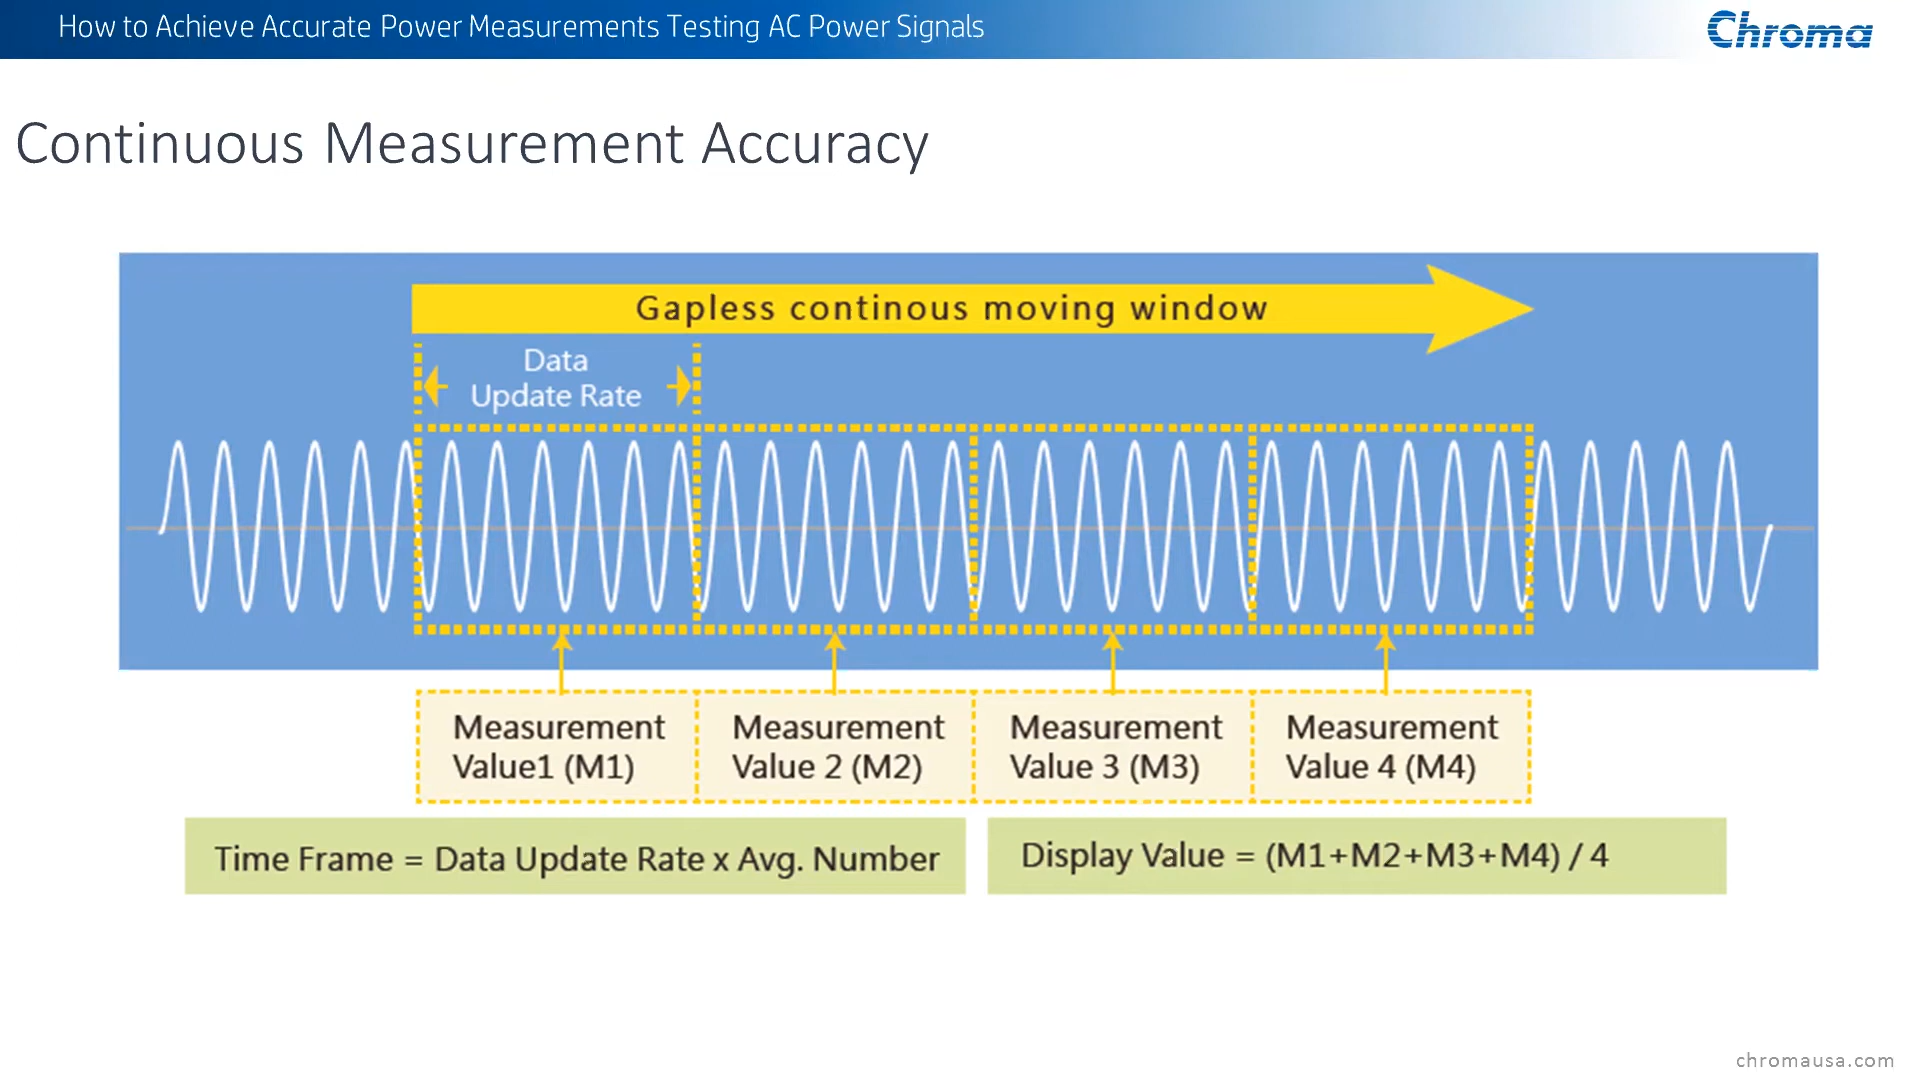 How to Achieve Accurate Power Measurements Testing AC Power Signals
Chroma
Continuous Measurement Accuracy
Gapless continous moving window
Data
Update Rate
Measurement
Value1 (M1)
Measurement
Value 2 (M2)
Measurement
Value 3 (M3)
Measurement
Value 4 (M4)
Time Frame = Data Update Rate x Avg. Number
Display Value = (M1+M2+M3+M4) / 4
chromausa.com